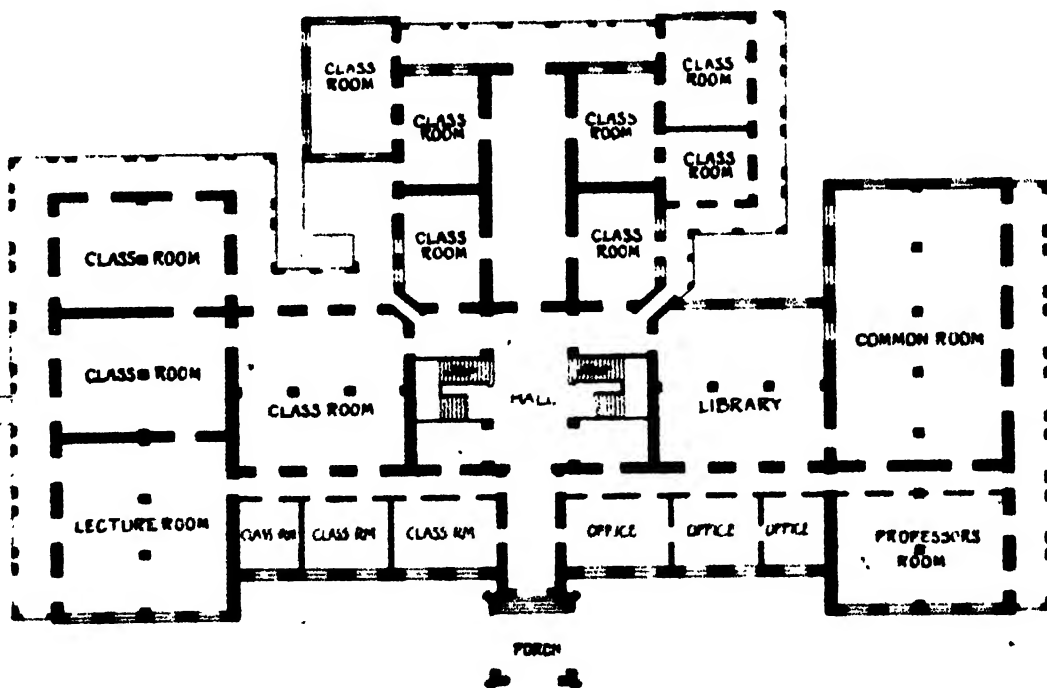 CLASS
ROOM
CLASS
ROOM
CLASS
ROOM
CLASS
ROOM
CLASS
ROOM
CLASS
ROOM
CLASS
ROOM
CLASS ROOM
CLASS ROOM
CLASS ROOM
HALL
LIBRARY
COMMON ROOM
LECTURE ROOM
CLASS RM
CLASS RM
CLASS RM
OFFICE
OFFICE
OFFICE
PROFESSORS
ROOM
PORCH